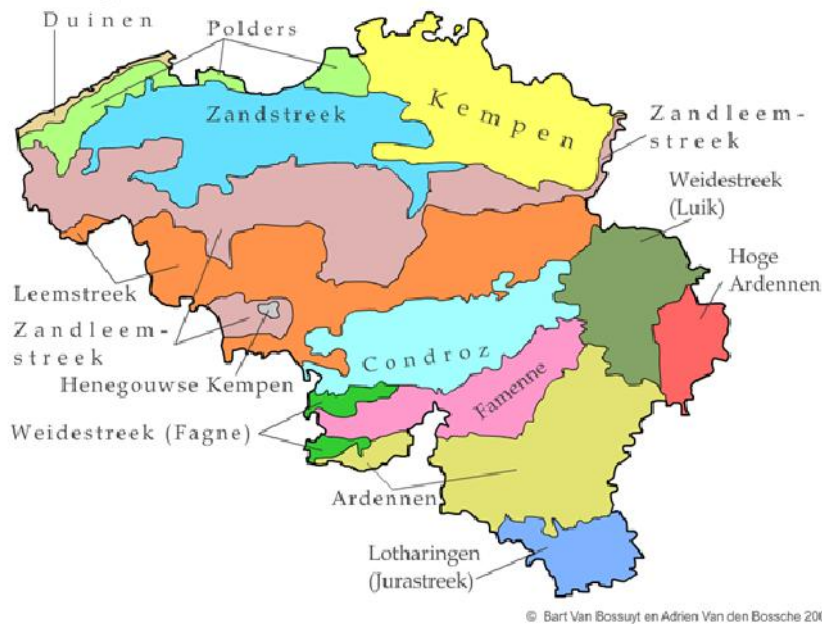 Duinen
Polders
Zandstreek
Kempen
Zandleem-
streek
Weidestreek
(Luik)
Hoge
Ardennen
Leemstreek
Zandleem-
streek
Henegouwse Kempen
Condroz
Famenne
Weidestreek (Fagne)
Ardennen
Lotharingen
(Jurastreek)
© Bart Van Bossuyt en Adrien Van den Bossche